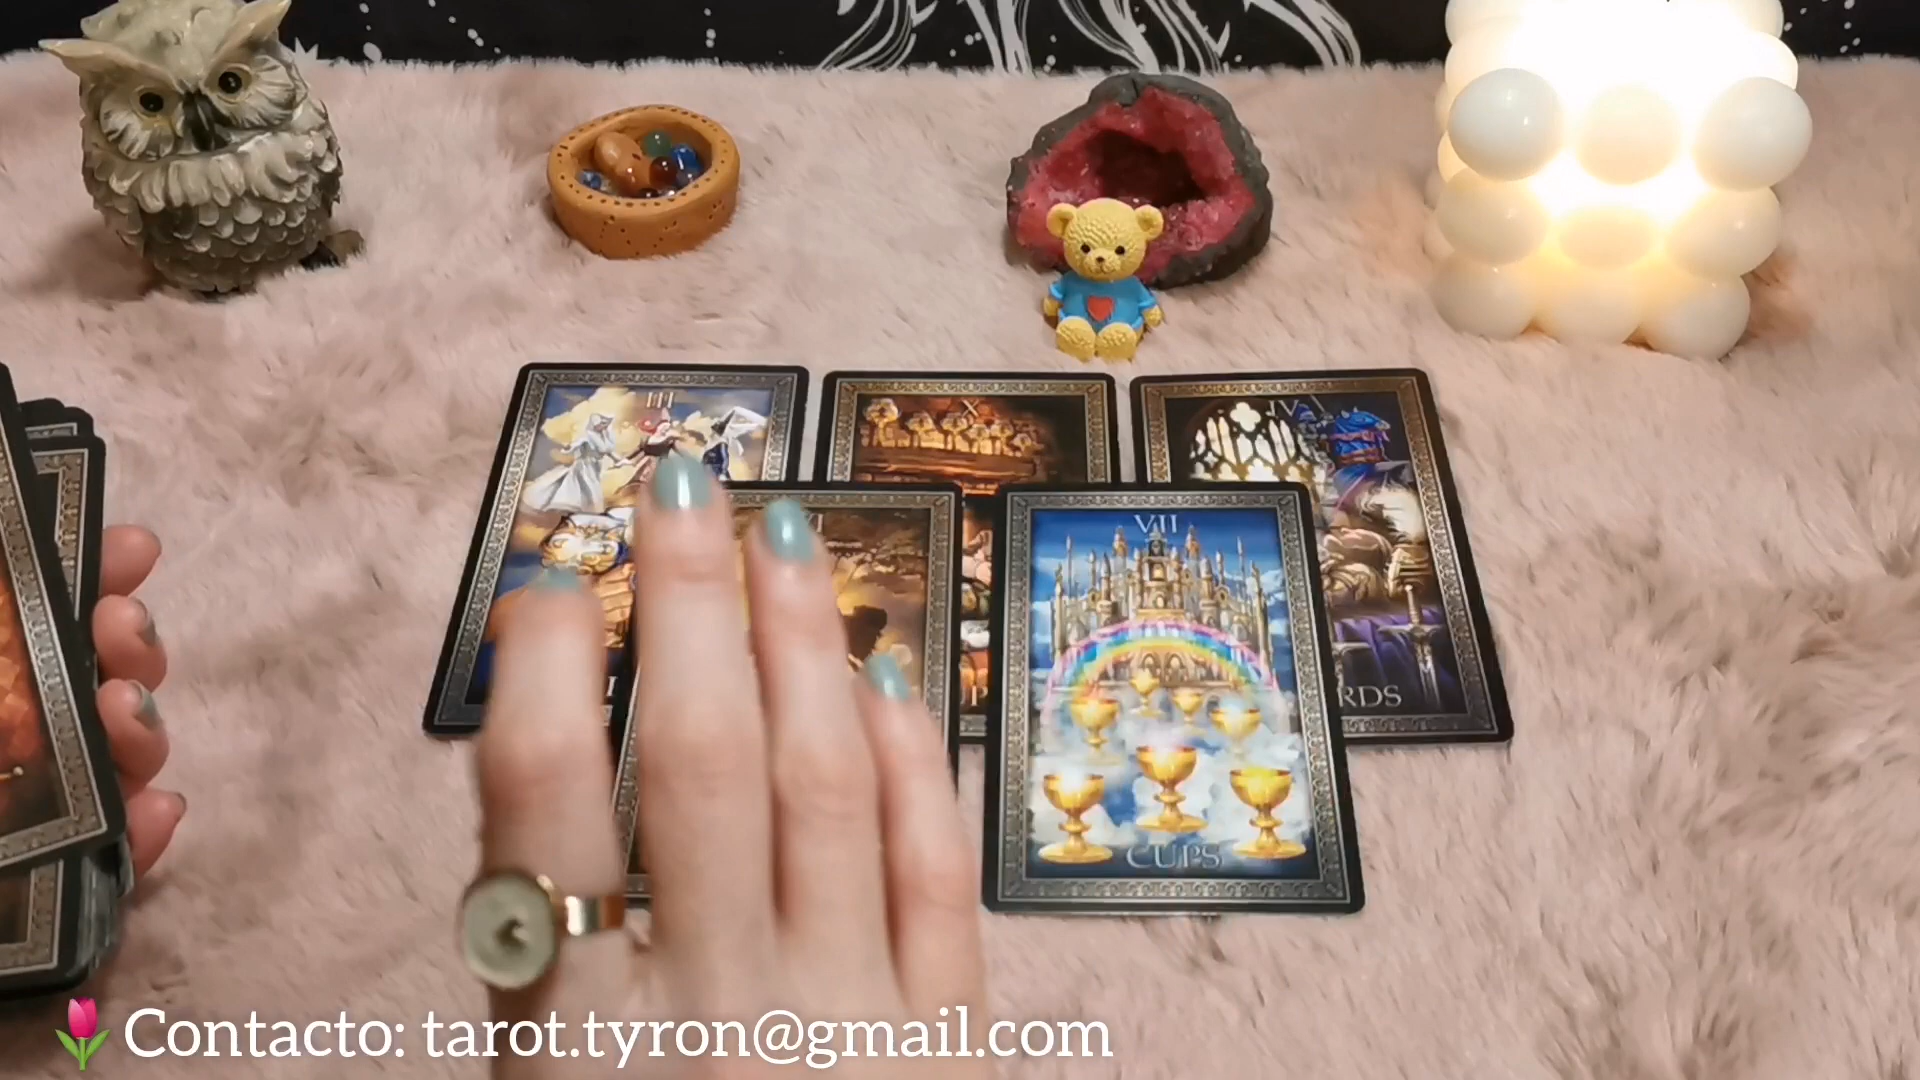 III
X
IV
VII
RDS
CUPS
🌷Contacto: tarot.tyron@gmail.com